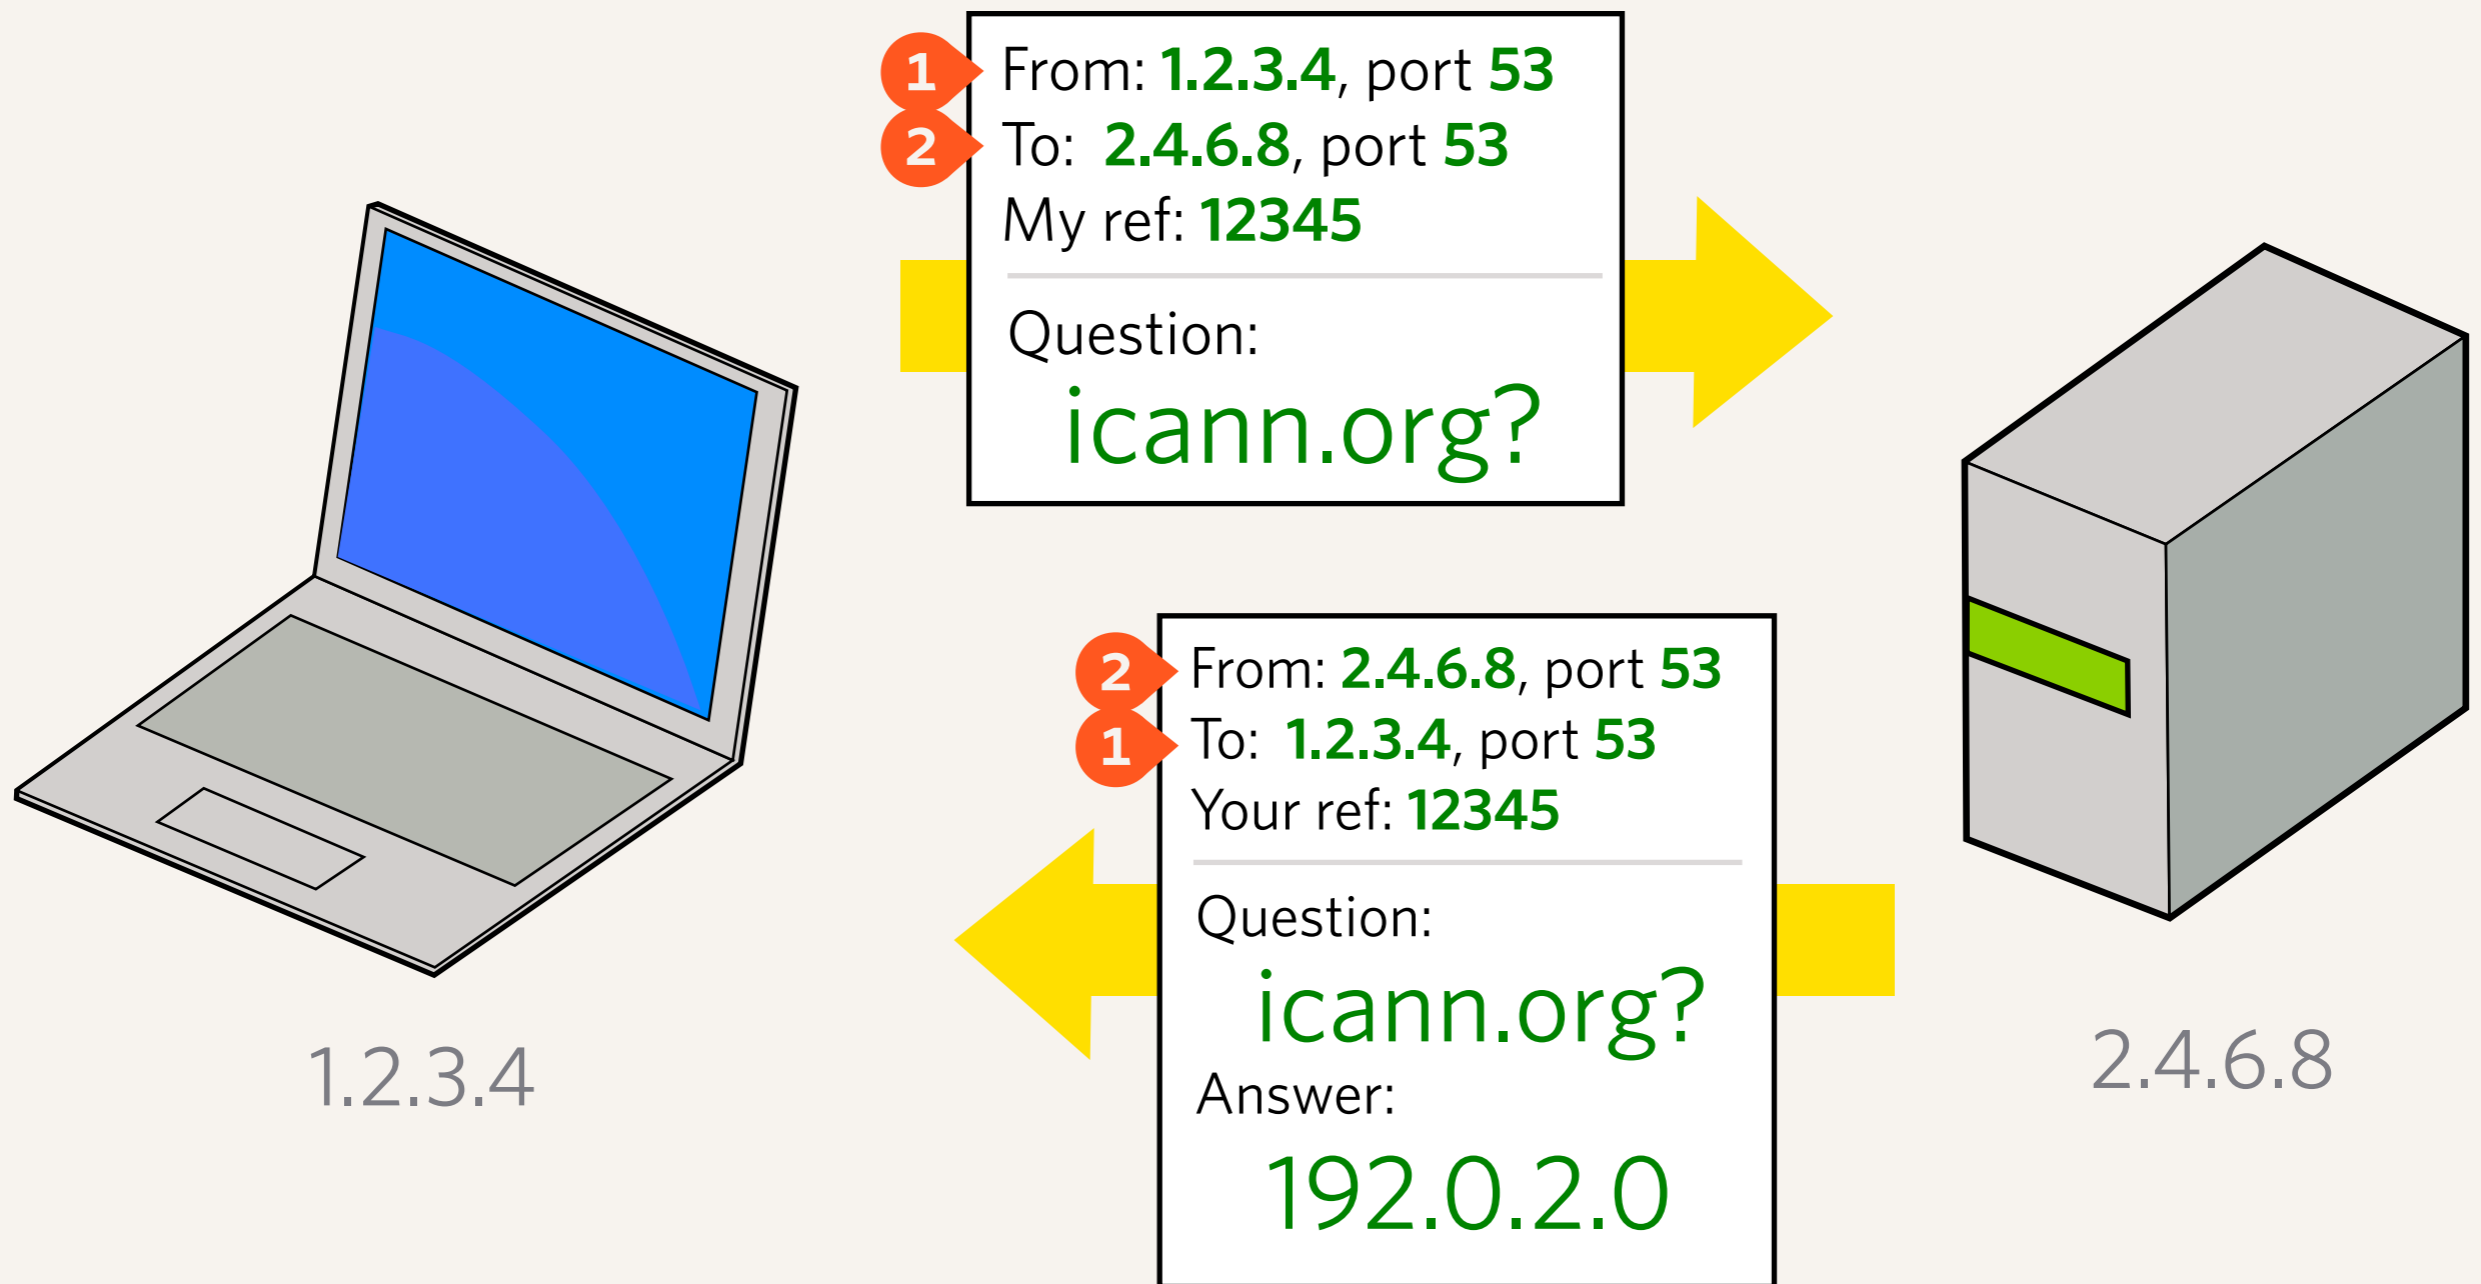 1
From: 1.2.3.4, port 53
2
To: 2.4.6.8, port 53
My ref: 12345
Question:
icann.org?
2
From: 2.4.6.8, port 53
1
To: 1.2.3.4, port 53
Your ref: 12345
Question:
icann.org?
Answer:
192.0.2.0
1.2.3.4
2.4.6.8